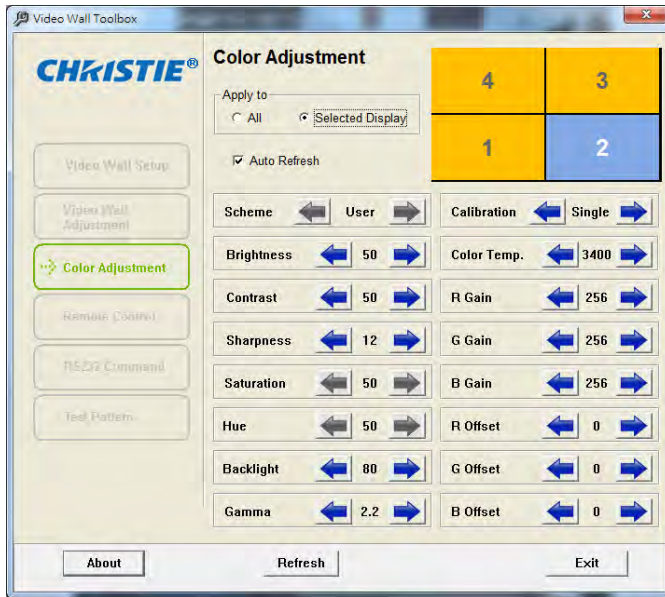 Video Wall Toolbox
CHRISTIE®
Color Adjustment
Apply to
All
Selected Display
Auto Refresh
4
3
1
2
Video Wall Setup
Video Wall
Adjustment
Color Adjustment
Remote Control
RS232 Command
Test Pattern
Scheme User
Brightness 50
Contrast 50
Sharpness 12
Saturation 50
Hue 50
Backlight 80
Gamma 2.2
Calibration Single
Color Temp. 3400
R Gain 256
G Gain 256
B Gain 256
R Offset 0
G Offset 0
B Offset 0
About
Refresh
Exit